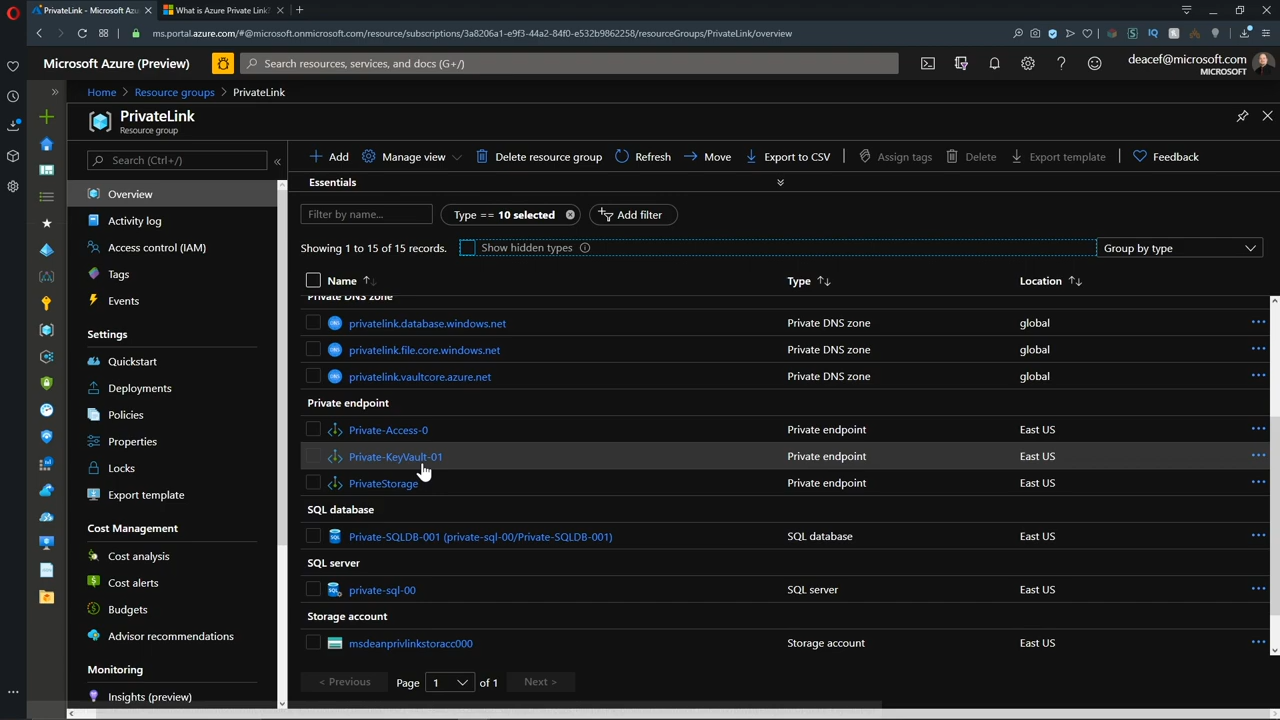 PrivateLink - Microsoft Azu
What is Azure Private Link?
ms.portal.azure.com/#@microsoft.onmicrosoft.com/resource/subscriptions/3a8206a1-e9f3-44a2-84f0-e532b9862258/resourceGroups/PrivateLink/overview
Microsoft Azure (Preview)
Search resources, services, and docs (G+/)
deacef@microsoft.com
MICROSOFT
Home > Resource groups > PrivateLink
PrivateLink
Resource group
Search (Ctrl+/)
Overview
Activity log
Access control (IAM)
Tags
Events
Settings
Quickstart
Deployments
Policies
Properties
Locks
Export template
Cost Management
Cost analysis
Cost alerts
Budgets
Advisor recommendations
Monitoring
Insights (preview)
Add Manage view Delete resource group Refresh Move Export to CSV Assign tags Delete Export template Feedback
Essentials
Filter by name... Type == 10 selected Add filter
Showing 1 to 15 of 15 records. Show hidden types Group by type
Name Type Location
Private DNS zone
privatelink.database.windows.net Private DNS zone global
privatelink.file.core.windows.net Private DNS zone global
privatelink.vaultcore.azure.net Private DNS zone global
Private endpoint
Private-Access-0 Private endpoint East US
Private-KeyVault-01 Private endpoint East US
PrivateStorage Private endpoint East US
SQL database
Private-SQLDB-001 (private-sql-00/Private-SQLDB-001) SQL database East US
SQL server
private-sql-00 SQL server East US
Storage account
msdeanprivlinkstoracc000 Storage account East US
< Previous Page 1 of 1 Next >